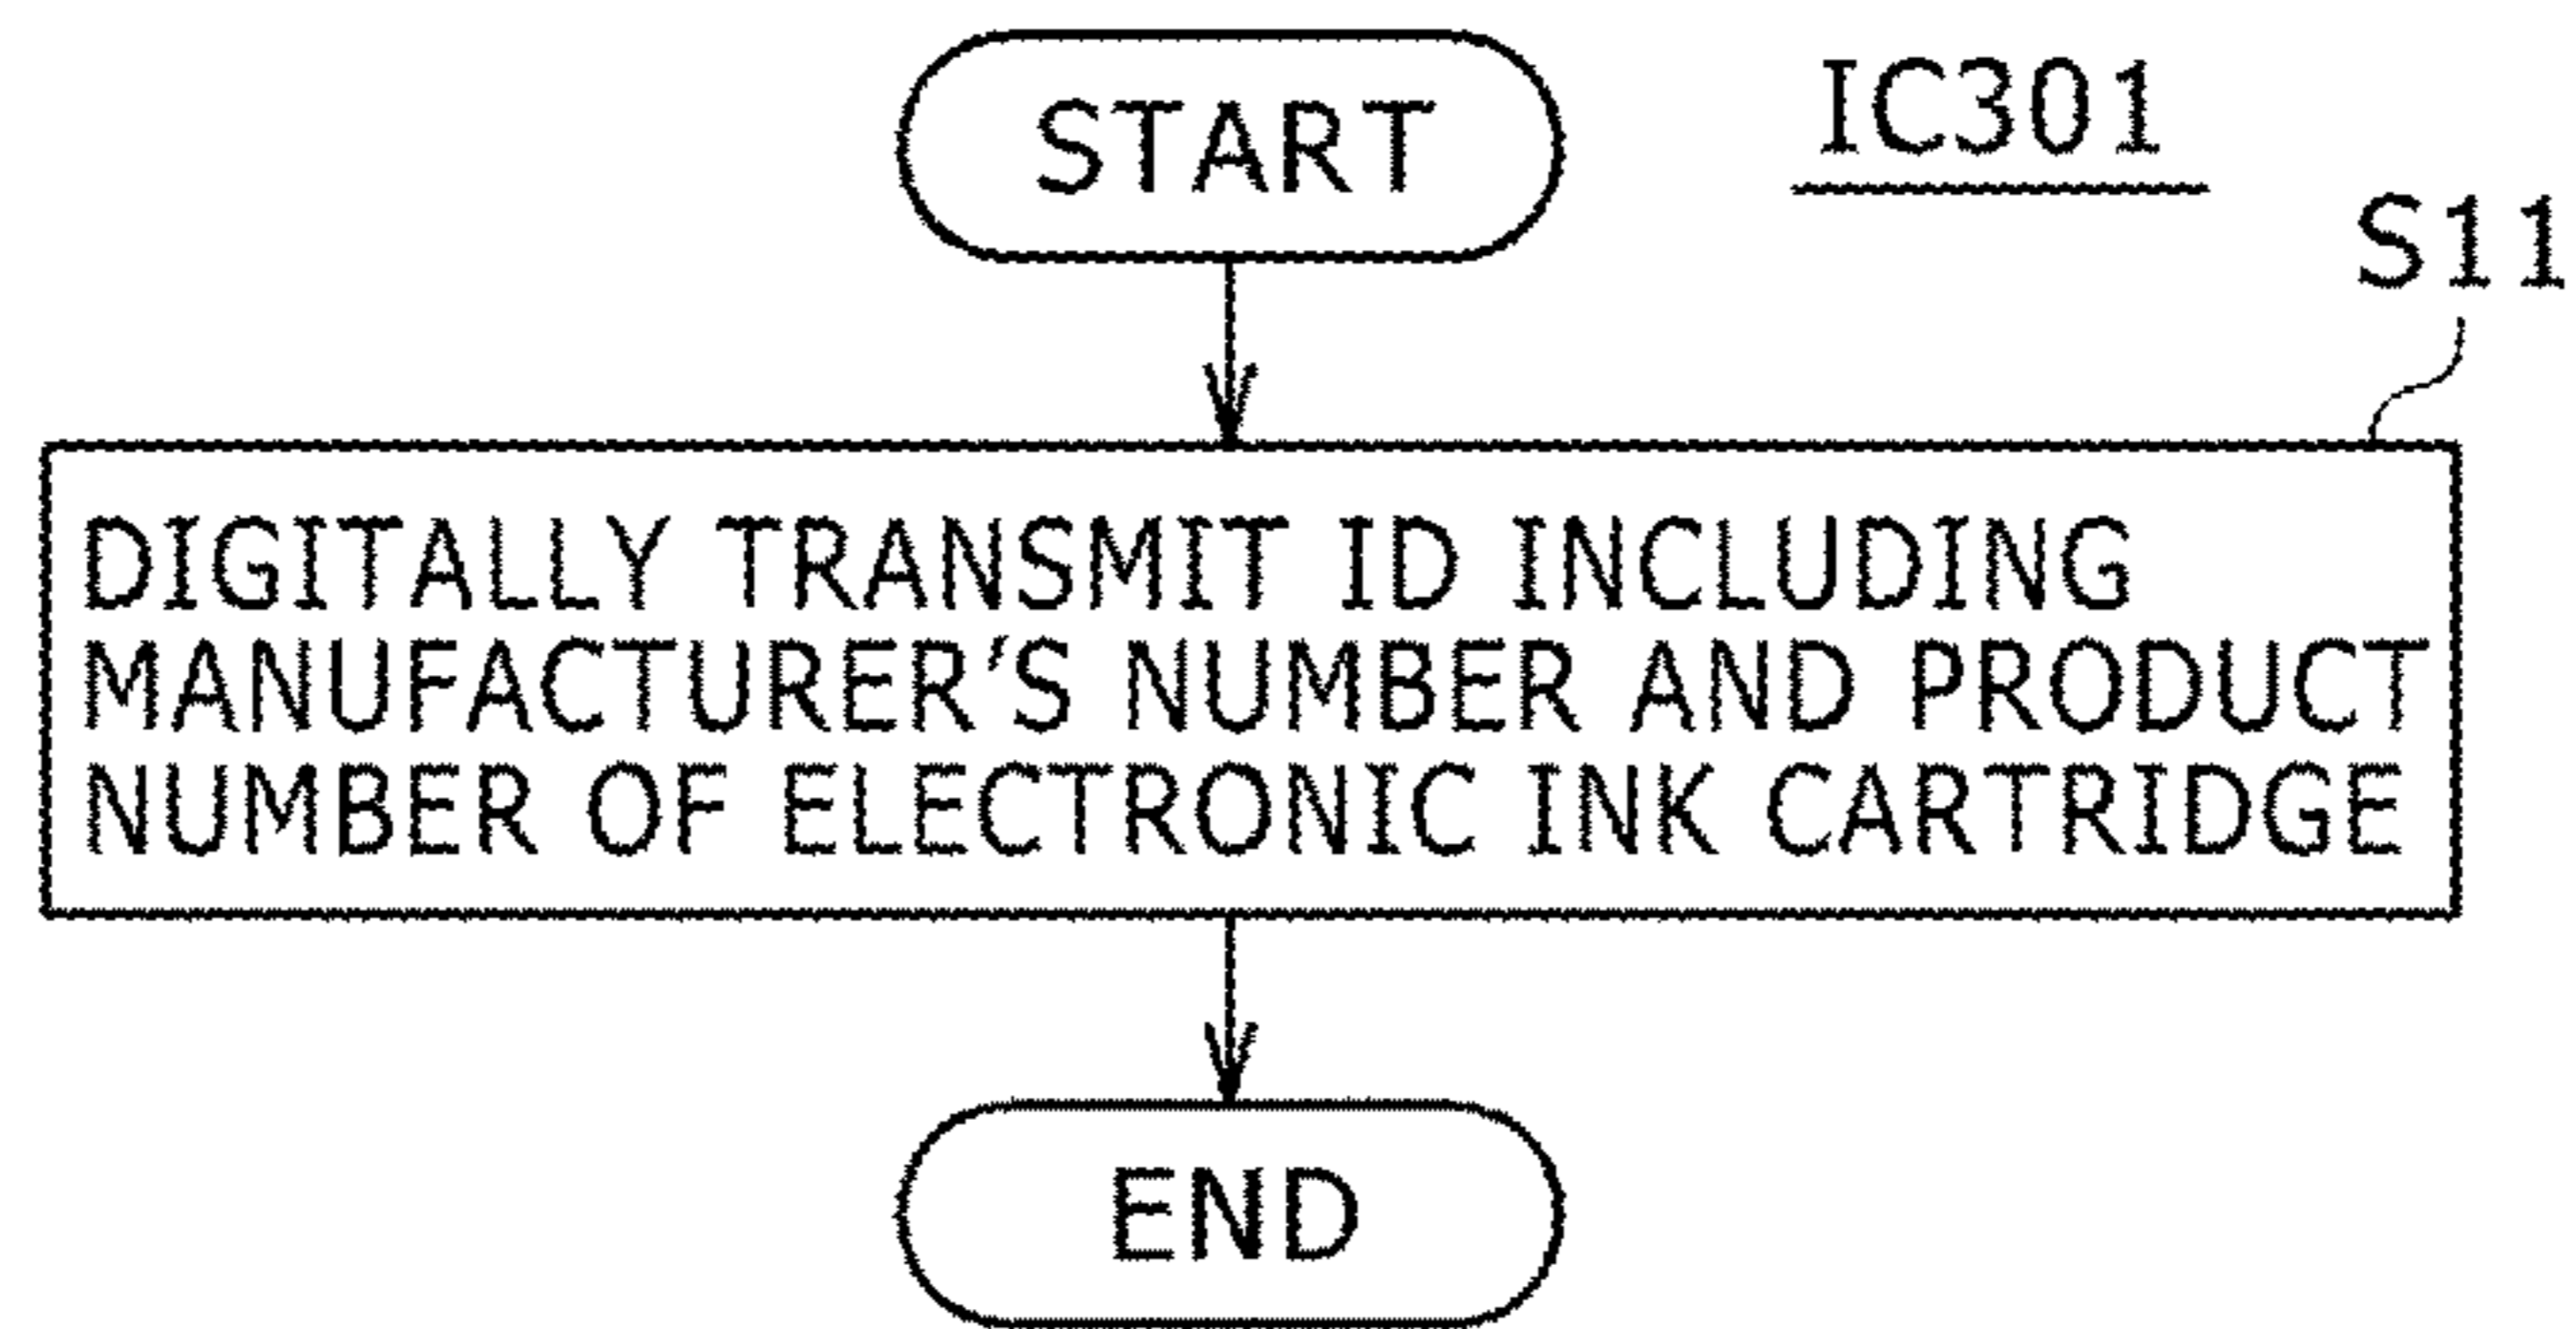 START
IC301
S11
DIGITALLY TRANSMIT ID INCLUDING
MANUFACTURER'S NUMBER AND PRODUCT
NUMBER OF ELECTRONIC INK CARTRIDGE
END